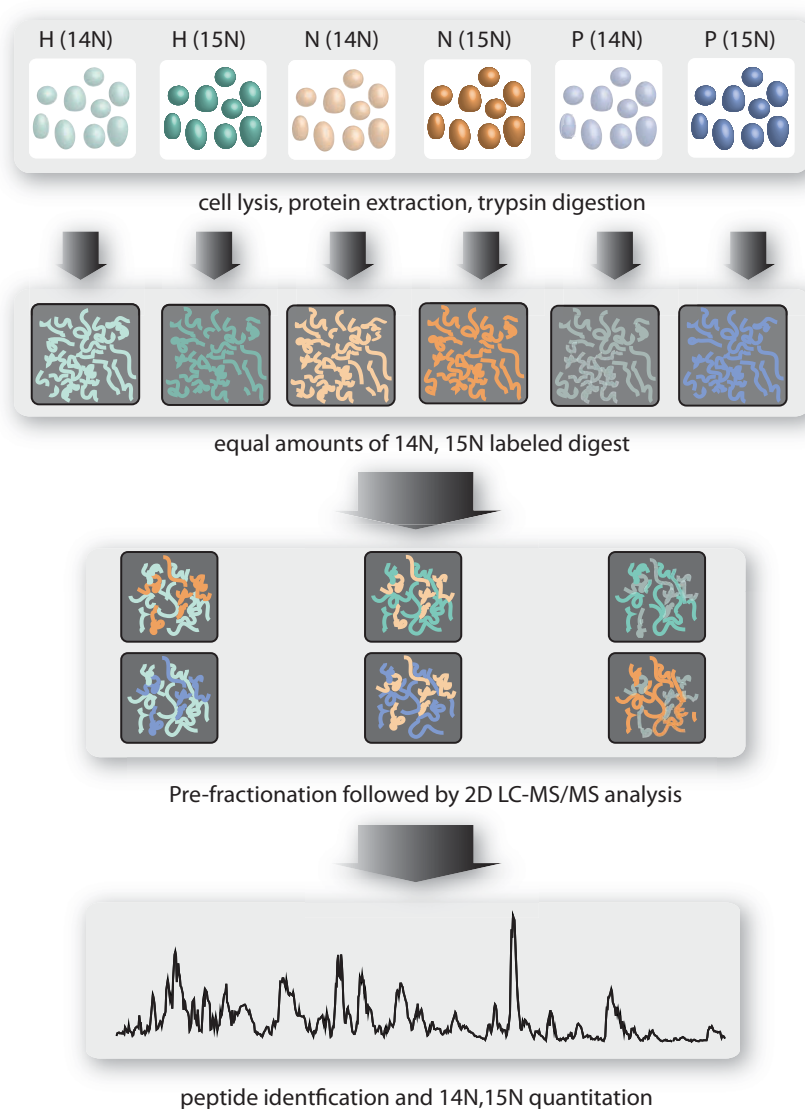 H (14N) H (15N) N (14N) N (15N) P (14N) P (15N)
cell lysis, protein extraction, trypsin digestion
equal amounts of 14N, 15N labeled digest
Pre-fractionation followed by 2D LC-MS/MS analysis
peptide identfication and 14N,15N quantitation